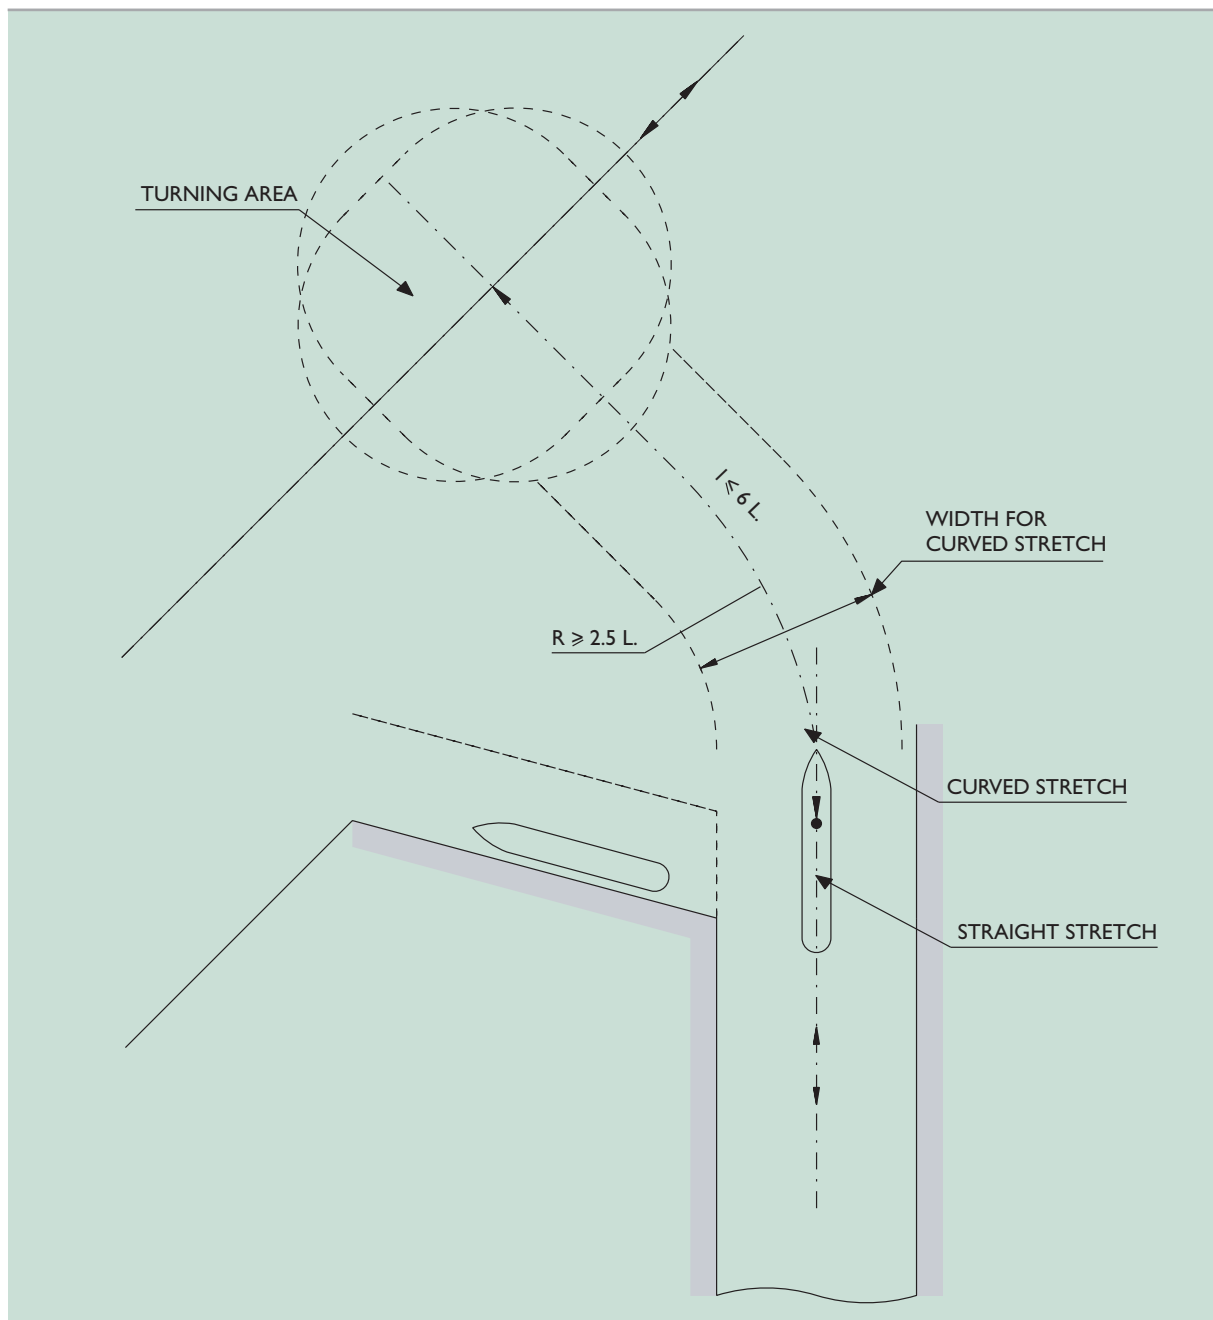 TURNING AREA
l ⩽ 6 L.
WIDTH FOR
CURVED STRETCH
R ⩾ 2.5 L.
CURVED STRETCH
STRAIGHT STRETCH